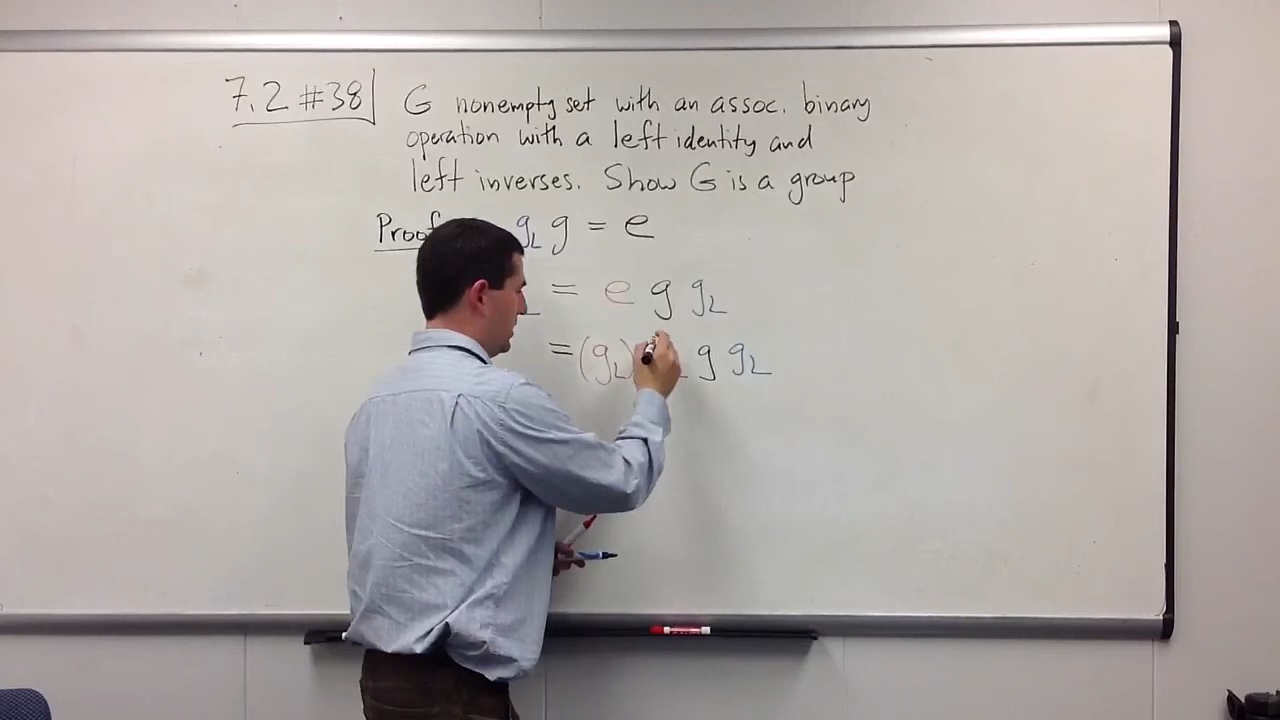 7.2 #38 G nonempty set with an assoc. binary
operation with a left identity and
left inverses. Show G is a group
Proof g_L g = e
= e g g_L
= (g_L) g g_L